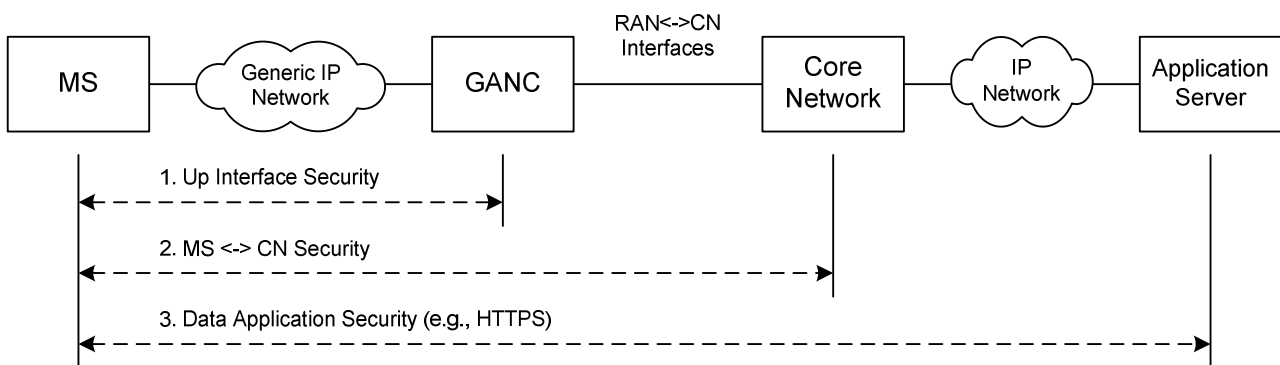 MS
Generic IP
Network
GANC
RAN<->CN
Interfaces
Core
Network
IP
Network
Application
Server
1. Up Interface Security
2. MS <-> CN Security
3. Data Application Security (e.g., HTTPS)